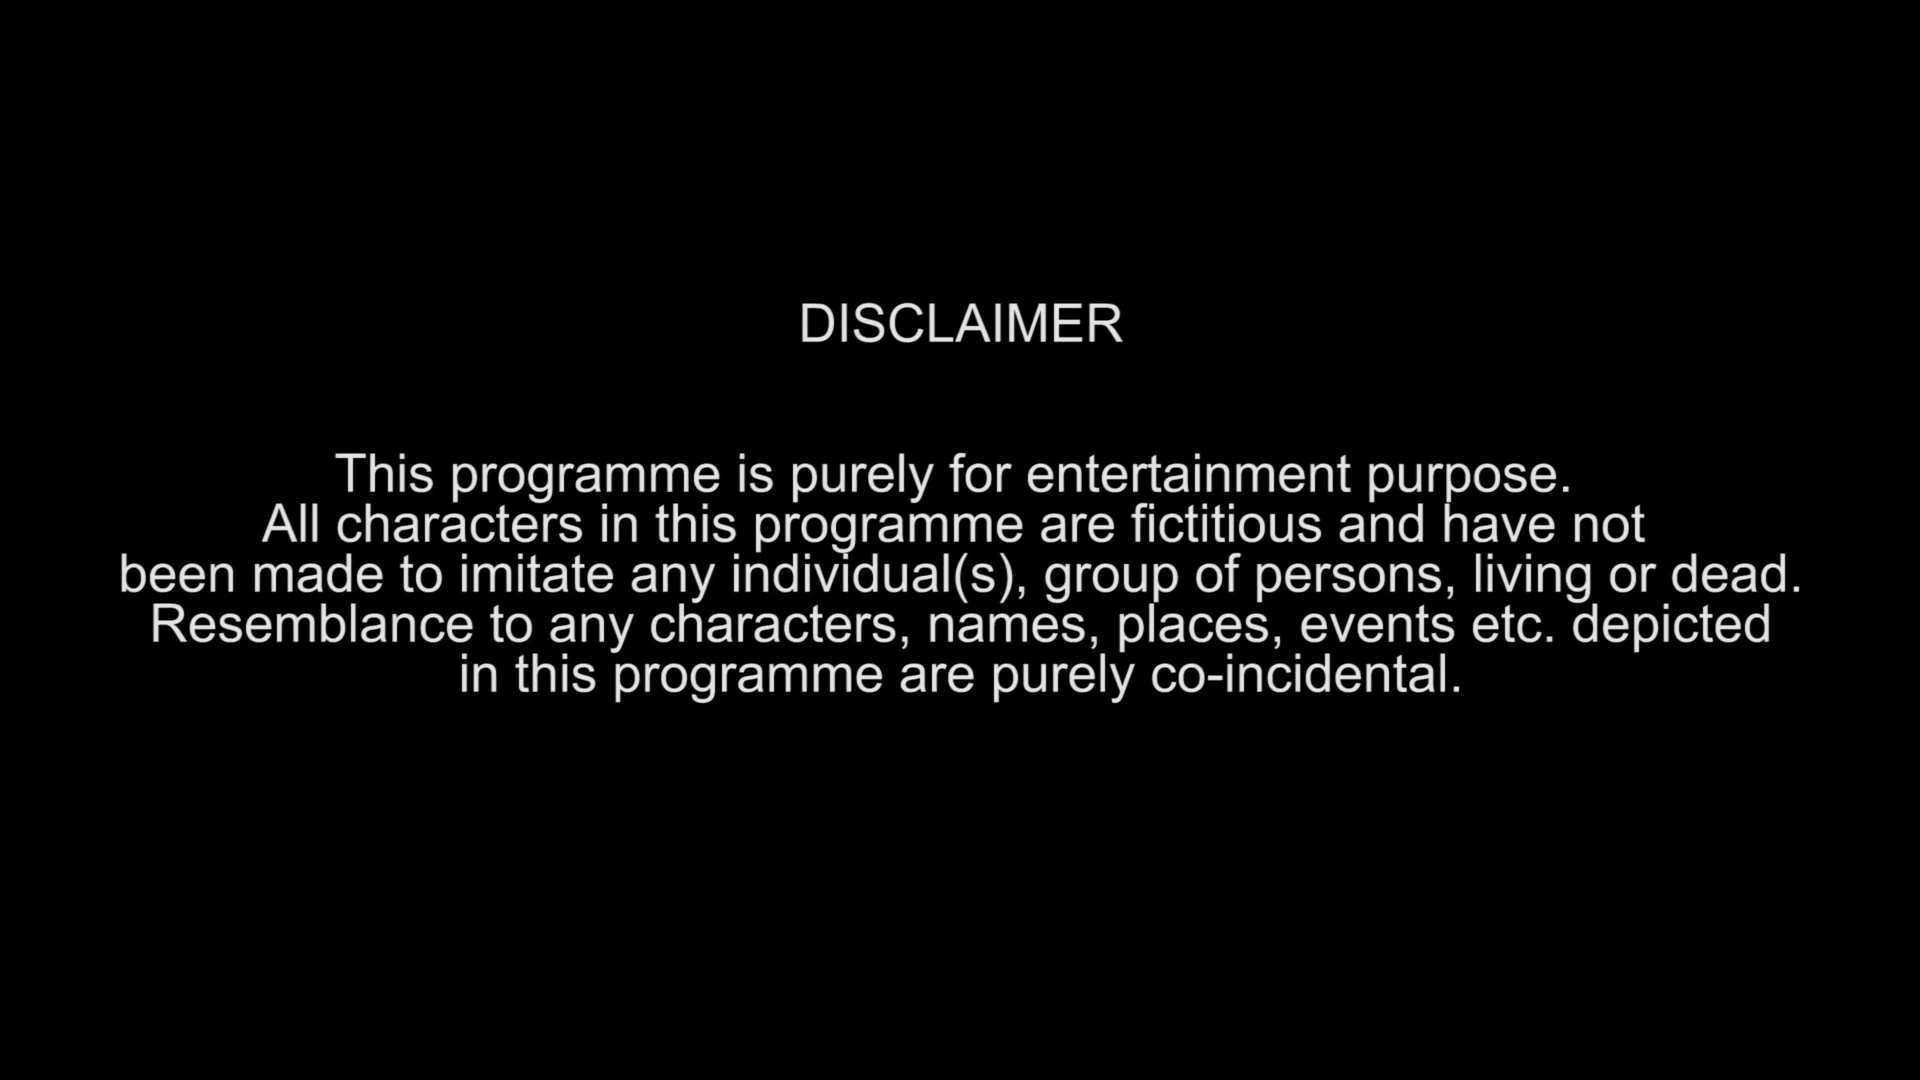 DISCLAIMER
This programme is purely for entertainment purpose.
All characters in this programme are fictitious and have not
been made to imitate any individual(s), group of persons, living or dead.
Resemblance to any characters, names, places, events etc. depicted
in this programme are purely co-incidental.